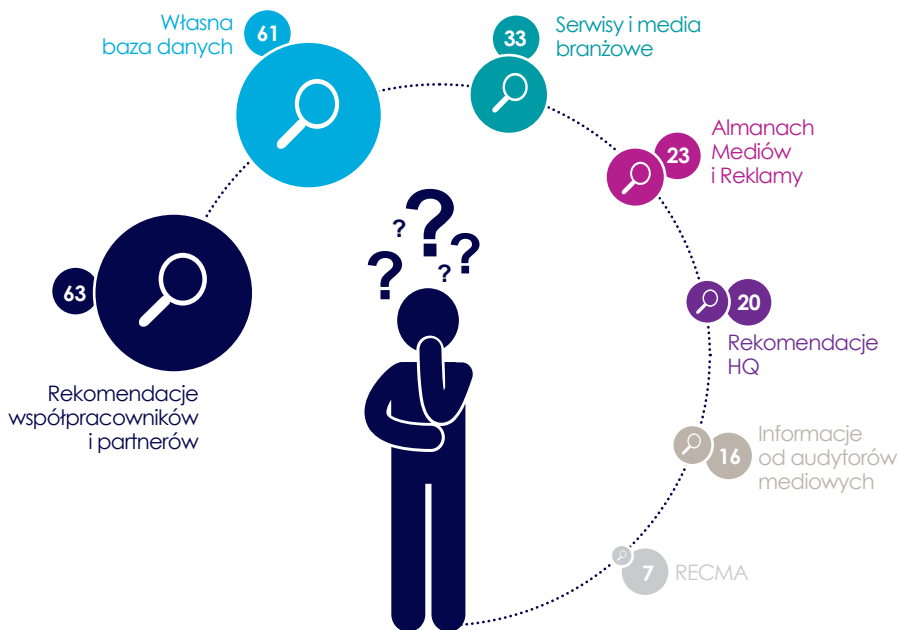 Własna
baza danych
61
33
Serwisy i media
branżowe
23
Almanach
Mediów
i Reklamy
?
?
?
?
?
63
Rekomendacje
współpracowników
i partnerów
20
Rekomendacje
HQ
16
Informacje
od audytorów
mediowych
7
RECMA